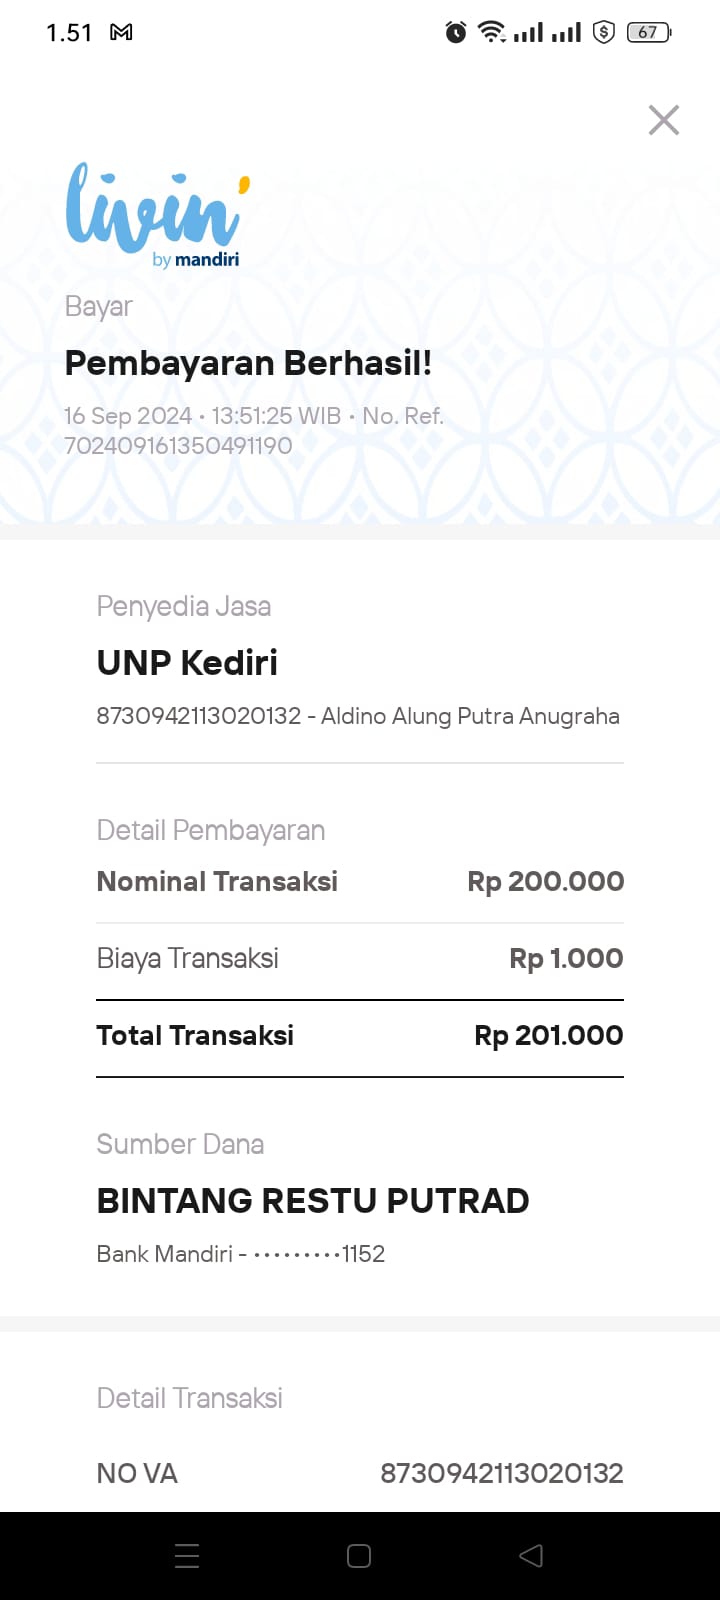 1.51
67
livin'
by mandiri
Bayar
Pembayaran Berhasil!
16 Sep 2024 • 13:51:25 WIB • No. Ref.
702409161350491190
Penyedia Jasa
UNP Kediri
8730942113020132 - Aldino Alung Putra Anugraha
Detail Pembayaran
Nominal Transaksi Rp 200.000
Biaya Transaksi Rp 1.000
Total Transaksi Rp 201.000
Sumber Dana
BINTANG RESTU PUTRAD
Bank Mandiri - •••••••••1152
Detail Transaksi
NO VA 8730942113020132